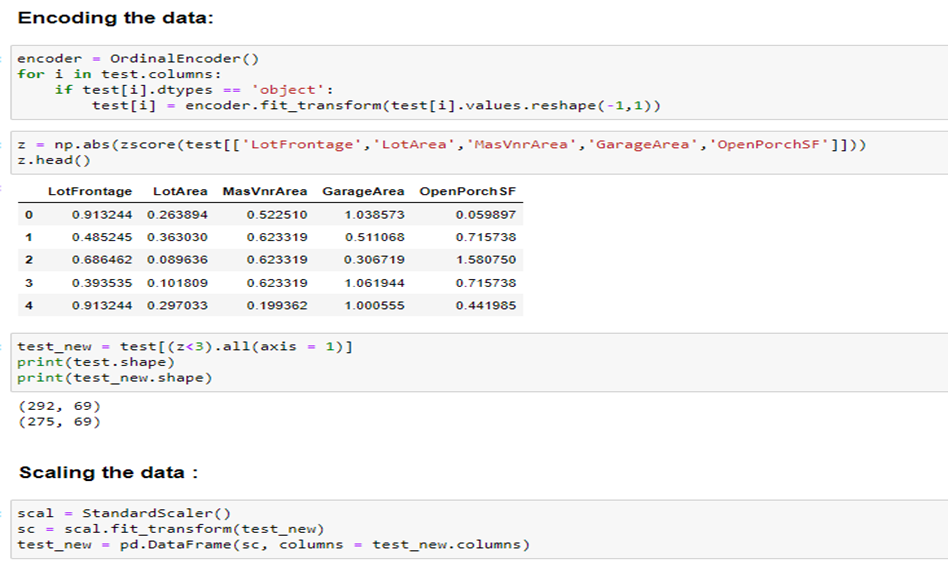 Encoding the data:
encoder = OrdinalEncoder()
for i in test.columns:
    if test[i].dtypes == 'object':
        test[i] = encoder.fit_transform(test[i].values.reshape(-1,1))
z = np.abs(zscore(test[['LotFrontage','LotArea','MasVnrArea','GarageArea','OpenPorchSF']]))
z.head()
LotFrontage LotArea MasVnrArea GarageArea OpenPorchSF
0 0.913244 0.263894 0.522510 1.038573 0.059897
1 0.485245 0.363030 0.623319 0.511068 0.715738
2 0.686462 0.089636 0.623319 0.306719 1.580750
3 0.393535 0.101809 0.623319 1.061944 0.715738
4 0.913244 0.297033 0.199362 1.000555 0.441985
test_new = test[(z<3).all(axis = 1)]
print(test.shape)
print(test_new.shape)
(292, 69)
(275, 69)
Scaling the data :
scal = StandardScaler()
sc = scal.fit_transform(test_new)
test_new = pd.DataFrame(sc, columns = test_new.columns)